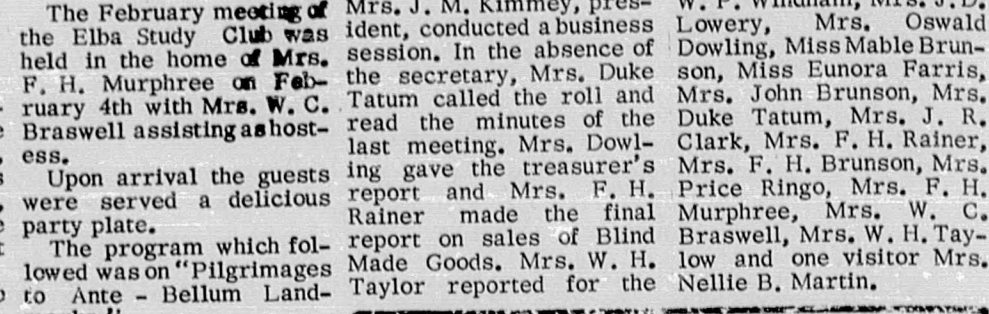 The February meeting of
the Elba Study Club was
held in the home of Mrs.
F. H. Murphree on Feb-
ruary 4th with Mrs. W. C.
Braswell assisting as host-
ess.
Upon arrival the guests
were served a delicious
party plate.
The program which fol-
lowed was on "Pilgrimages
to Ante - Bellum Land-
Mrs. J. M. Kimmey, pres-
ident, conducted a business
session. In the absence of
the secretary, Mrs. Duke
Tatum called the roll and
read the minutes of the
last meeting. Mrs. Dowl-
ing gave the treasurer's
report and Mrs. F. H.
Rainer made the final
report on sales of Blind
Made Goods. Mrs. W. H.
Taylor reported for the
W. P. Windham, Mrs. J. D.
Lowery, Mrs. Oswald
Dowling, Miss Mable Brun-
son, Miss Eunora Farris,
Mrs. John Brunson, Mrs.
Duke Tatum, Mrs. J. R.
Clark, Mrs. F. H. Rainer,
Mrs. F. H. Brunson, Mrs.
Price Ringo, Mrs. F. H.
Murphree, Mrs. W. C.
Braswell, Mrs. W. H. Tay-
low and one visitor Mrs.
Nellie B. Martin.